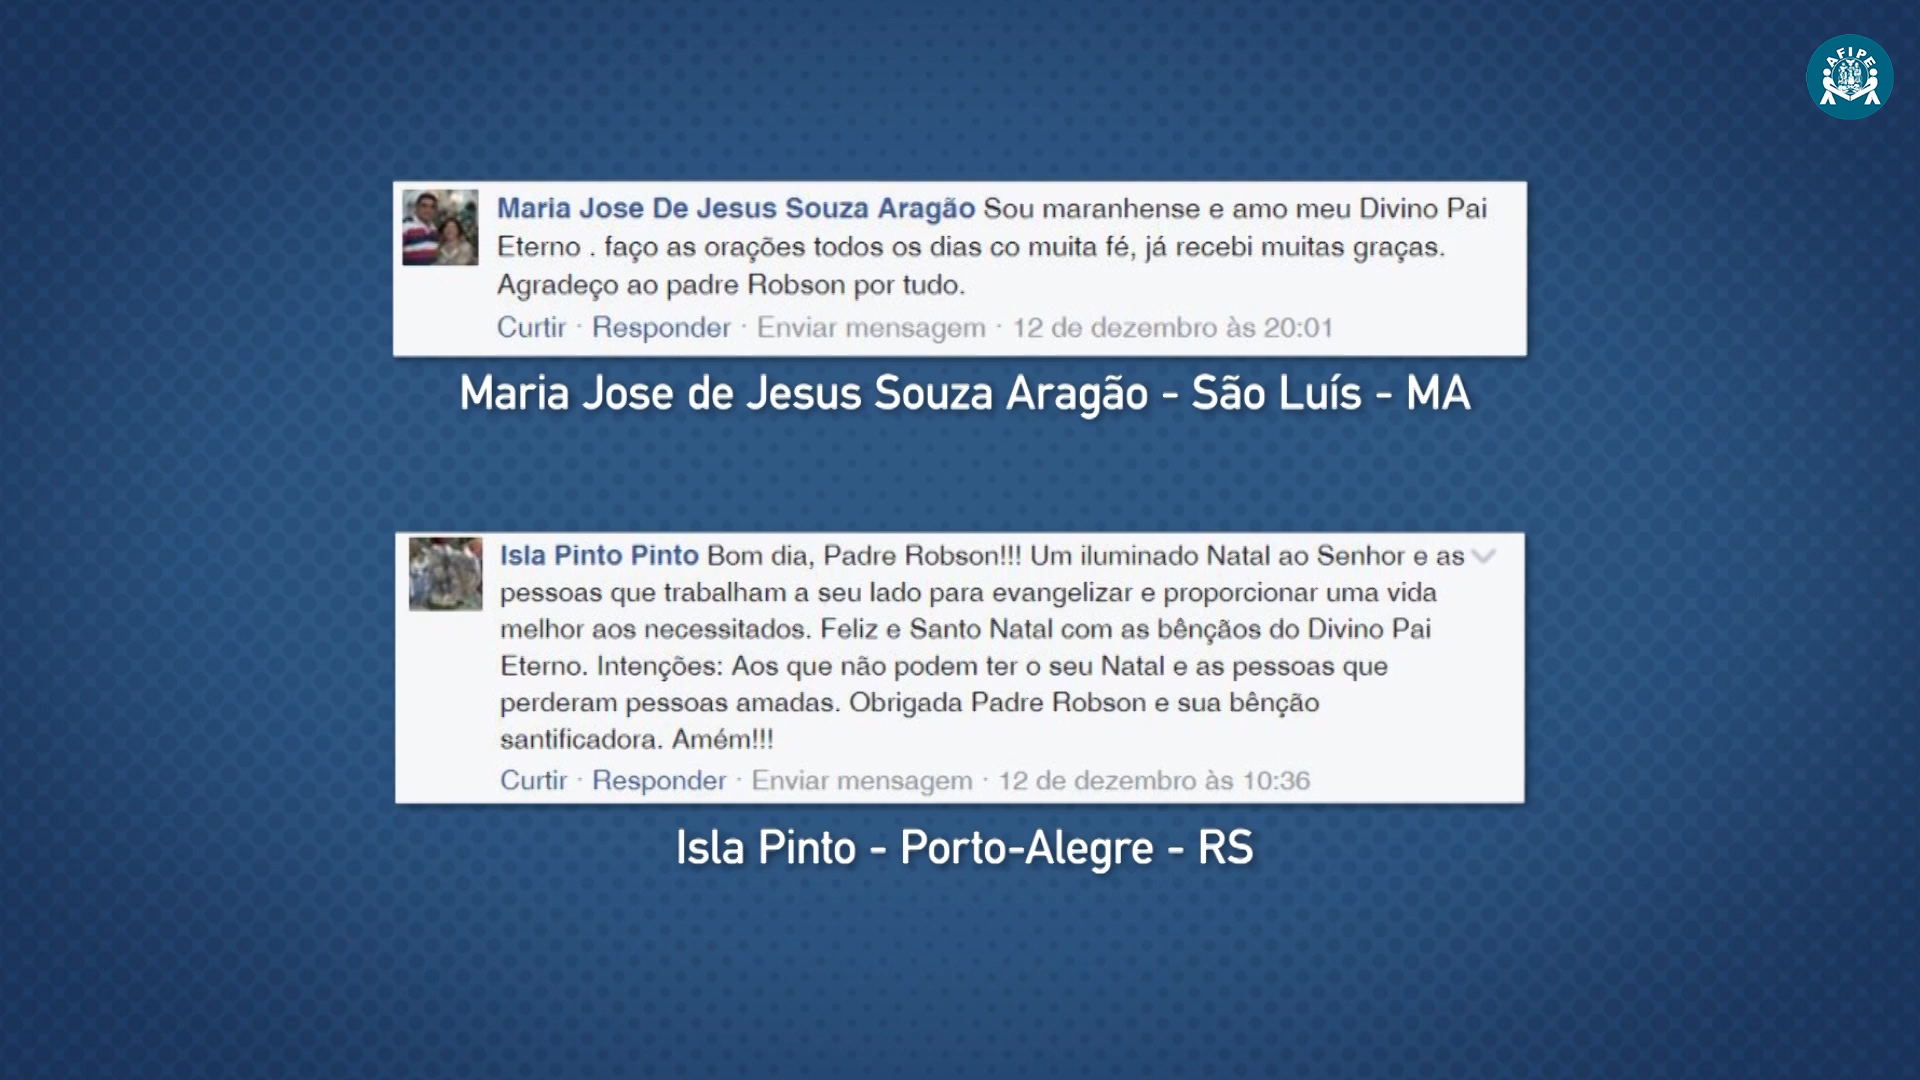 AFIPE
Maria Jose De Jesus Souza Aragão Sou maranhense e amo meu Divino Pai
Eterno . faço as orações todos os dias co muita fé, já recebi muitas graças.
Agradeço ao padre Robson por tudo.
Curtir · Responder · Enviar mensagem · 12 de dezembro às 20:01
Maria Jose de Jesus Souza Aragão - São Luís - MA
Isla Pinto Pinto Bom dia, Padre Robson!!! Um iluminado Natal ao Senhor e as
pessoas que trabalham a seu lado para evangelizar e proporcionar uma vida
melhor aos necessitados. Feliz e Santo Natal com as bênçãos do Divino Pai
Eterno. Intenções: Aos que não podem ter o seu Natal e as pessoas que
perderam pessoas amadas. Obrigada Padre Robson e sua bênção
santificadora. Amém!!!
Curtir · Responder · Enviar mensagem · 12 de dezembro às 10:36
Isla Pinto - Porto-Alegre - RS